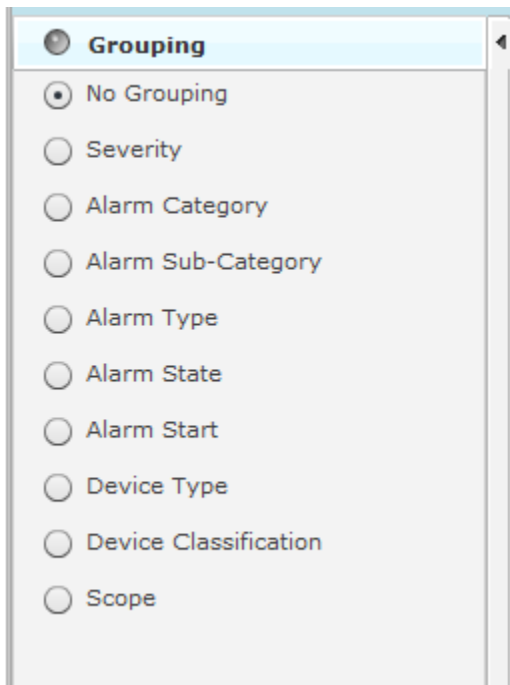 Grouping
No Grouping
Severity
Alarm Category
Alarm Sub-Category
Alarm Type
Alarm State
Alarm Start
Device Type
Device Classification
Scope